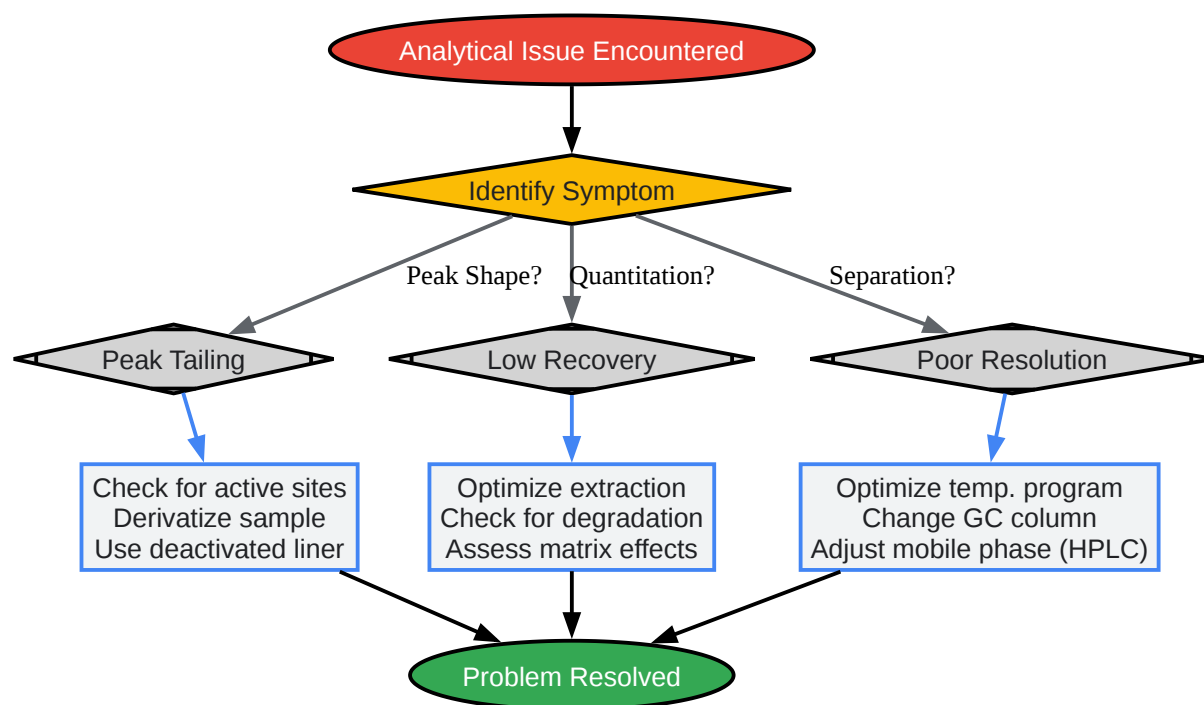 Analytical Issue Encountered
Identify Symptom
Peak Shape?
Quantitation?
Separation?
Peak Tailing
Low Recovery
Poor Resolution
Check for active sites
Derivatize sample
Use deactivated liner
Optimize extraction
Check for degradation
Assess matrix effects
Optimize temp. program
Change GC column
Adjust mobile phase (HPLC)
Problem Resolved